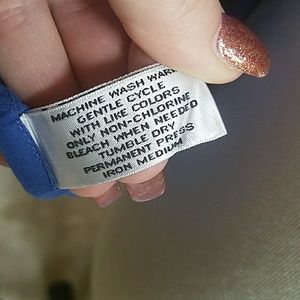 MACHINE WASH WARM
GENTLE CYCLE
WITH LIKE COLORS
ONLY NON-CHLORINE
BLEACH WHEN NEEDED
TUMBLE DRY
PERMANENT PRESS
IRON MEDIUM